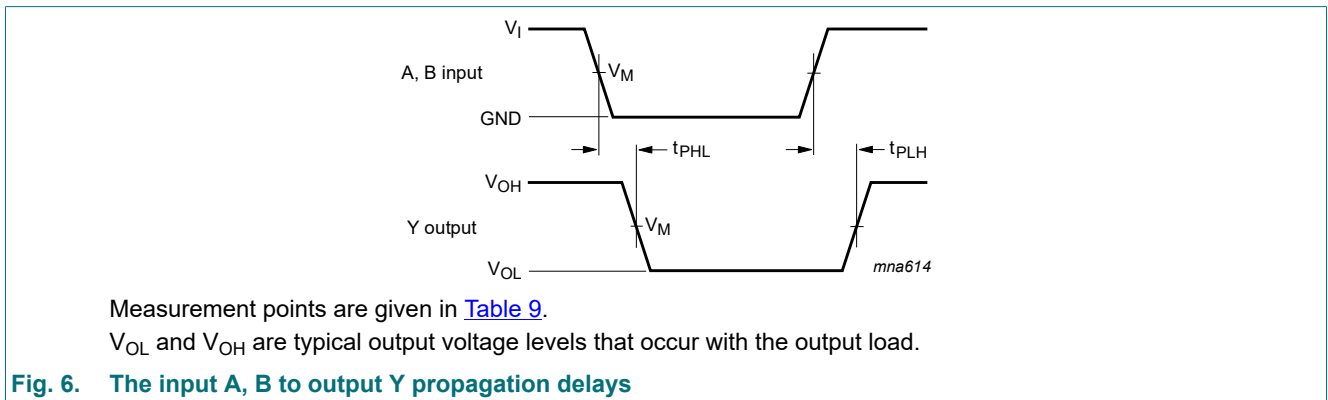 V_I
A, B input
V_M
GND
t_PHL
t_PLH
V_OH
Y output
V_M
V_OL
mna614
Measurement points are given in Table 9.
V_OL and V_OH are typical output voltage levels that occur with the output load.
Fig. 6. The input A, B to output Y propagation delays